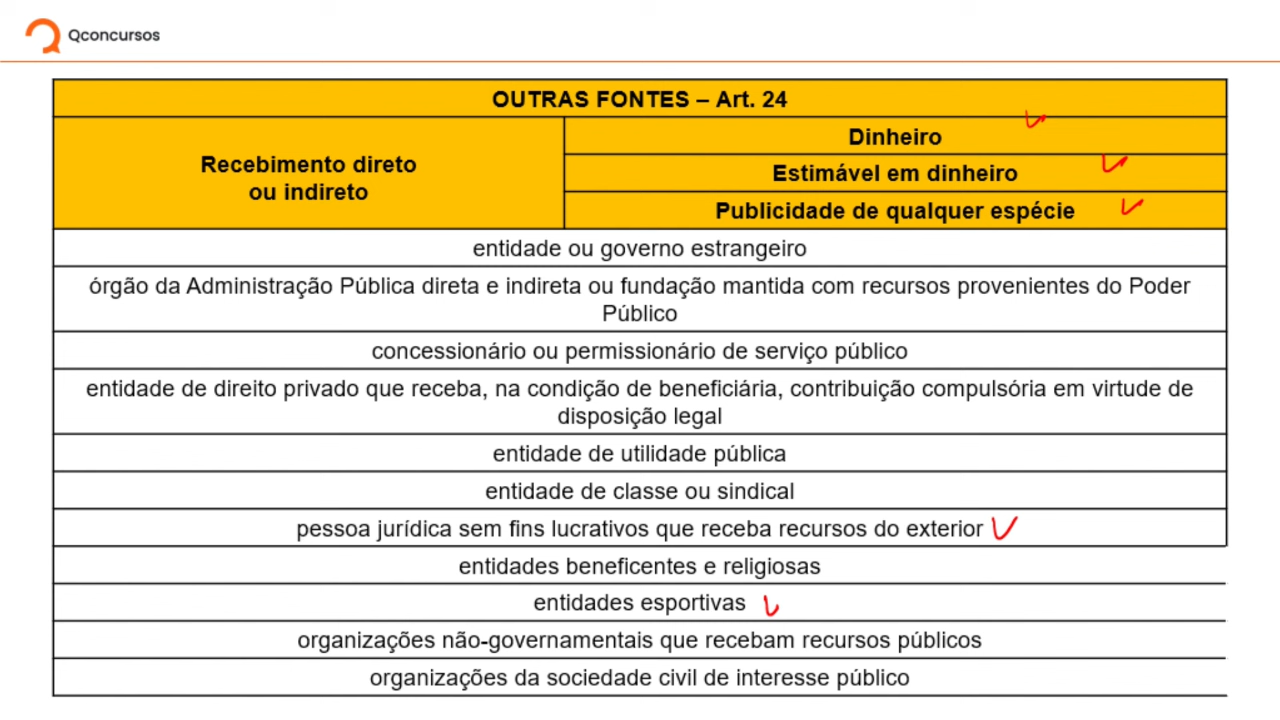 Qconcursos
OUTRAS FONTES – Art. 24
Recebimento direto
ou indireto
Dinheiro
Estimável em dinheiro
Publicidade de qualquer espécie
entidade ou governo estrangeiro
órgão da Administração Pública direta e indireta ou fundação mantida com recursos provenientes do Poder
Público
concessionário ou permissionário de serviço público
entidade de direito privado que receba, na condição de beneficiária, contribuição compulsória em virtude de
disposição legal
entidade de utilidade pública
entidade de classe ou sindical
pessoa jurídica sem fins lucrativos que receba recursos do exterior
entidades beneficentes e religiosas
entidades esportivas
organizações não-governamentais que recebam recursos públicos
organizações da sociedade civil de interesse público